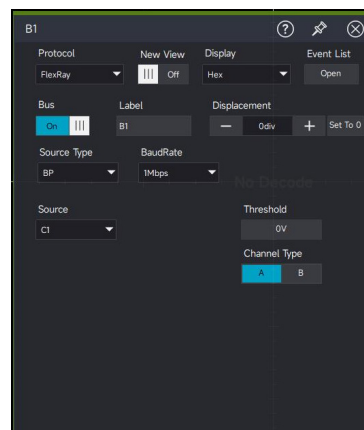 B1
Protocol New View Display Event List
FlexRay Off Hex Open
Bus Label Displacement
On B1 0div Set To 0
Source Type BaudRate
BP 1Mbps
No Decode
Source Threshold
C1 0V
Channel Type
A B